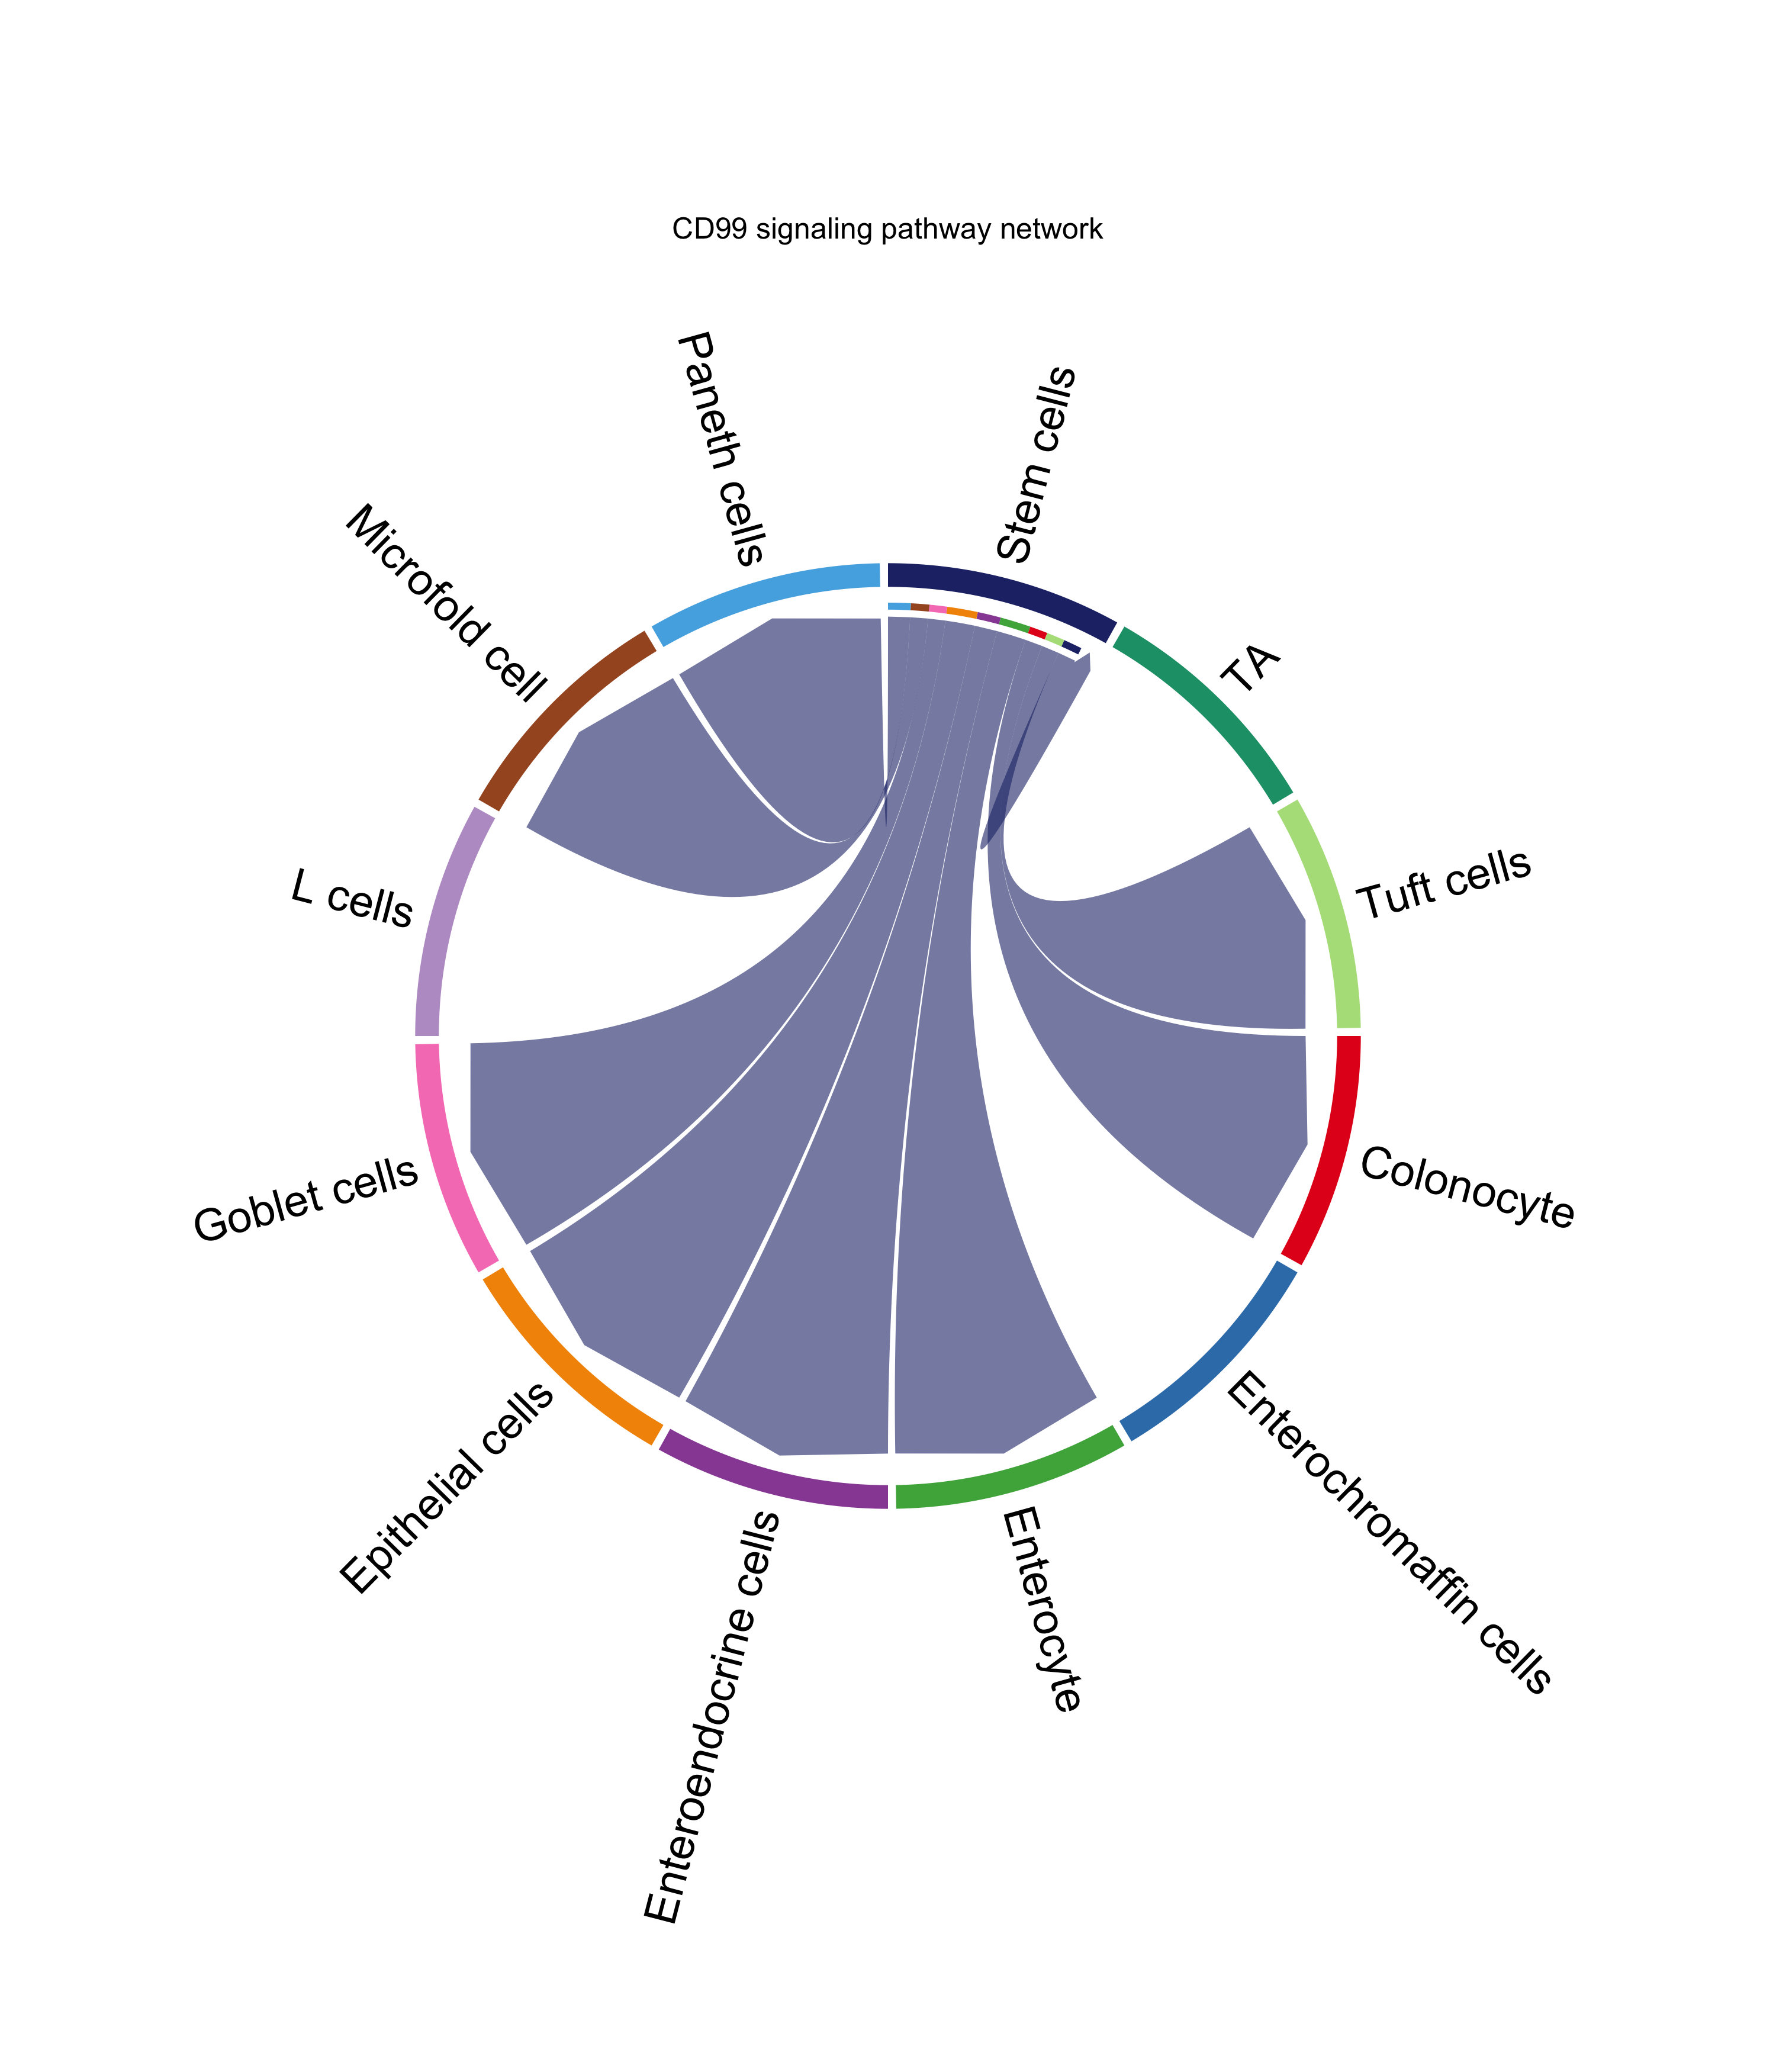 CD99 signaling pathway network
Paneth cells
Stem cells
Microfold cell
TA
L cells
Tuft cells
Goblet cells
Colonocyte
Epithelial cells
Enterochromaffin cells
Enteroendocrine cells
Enterocyte